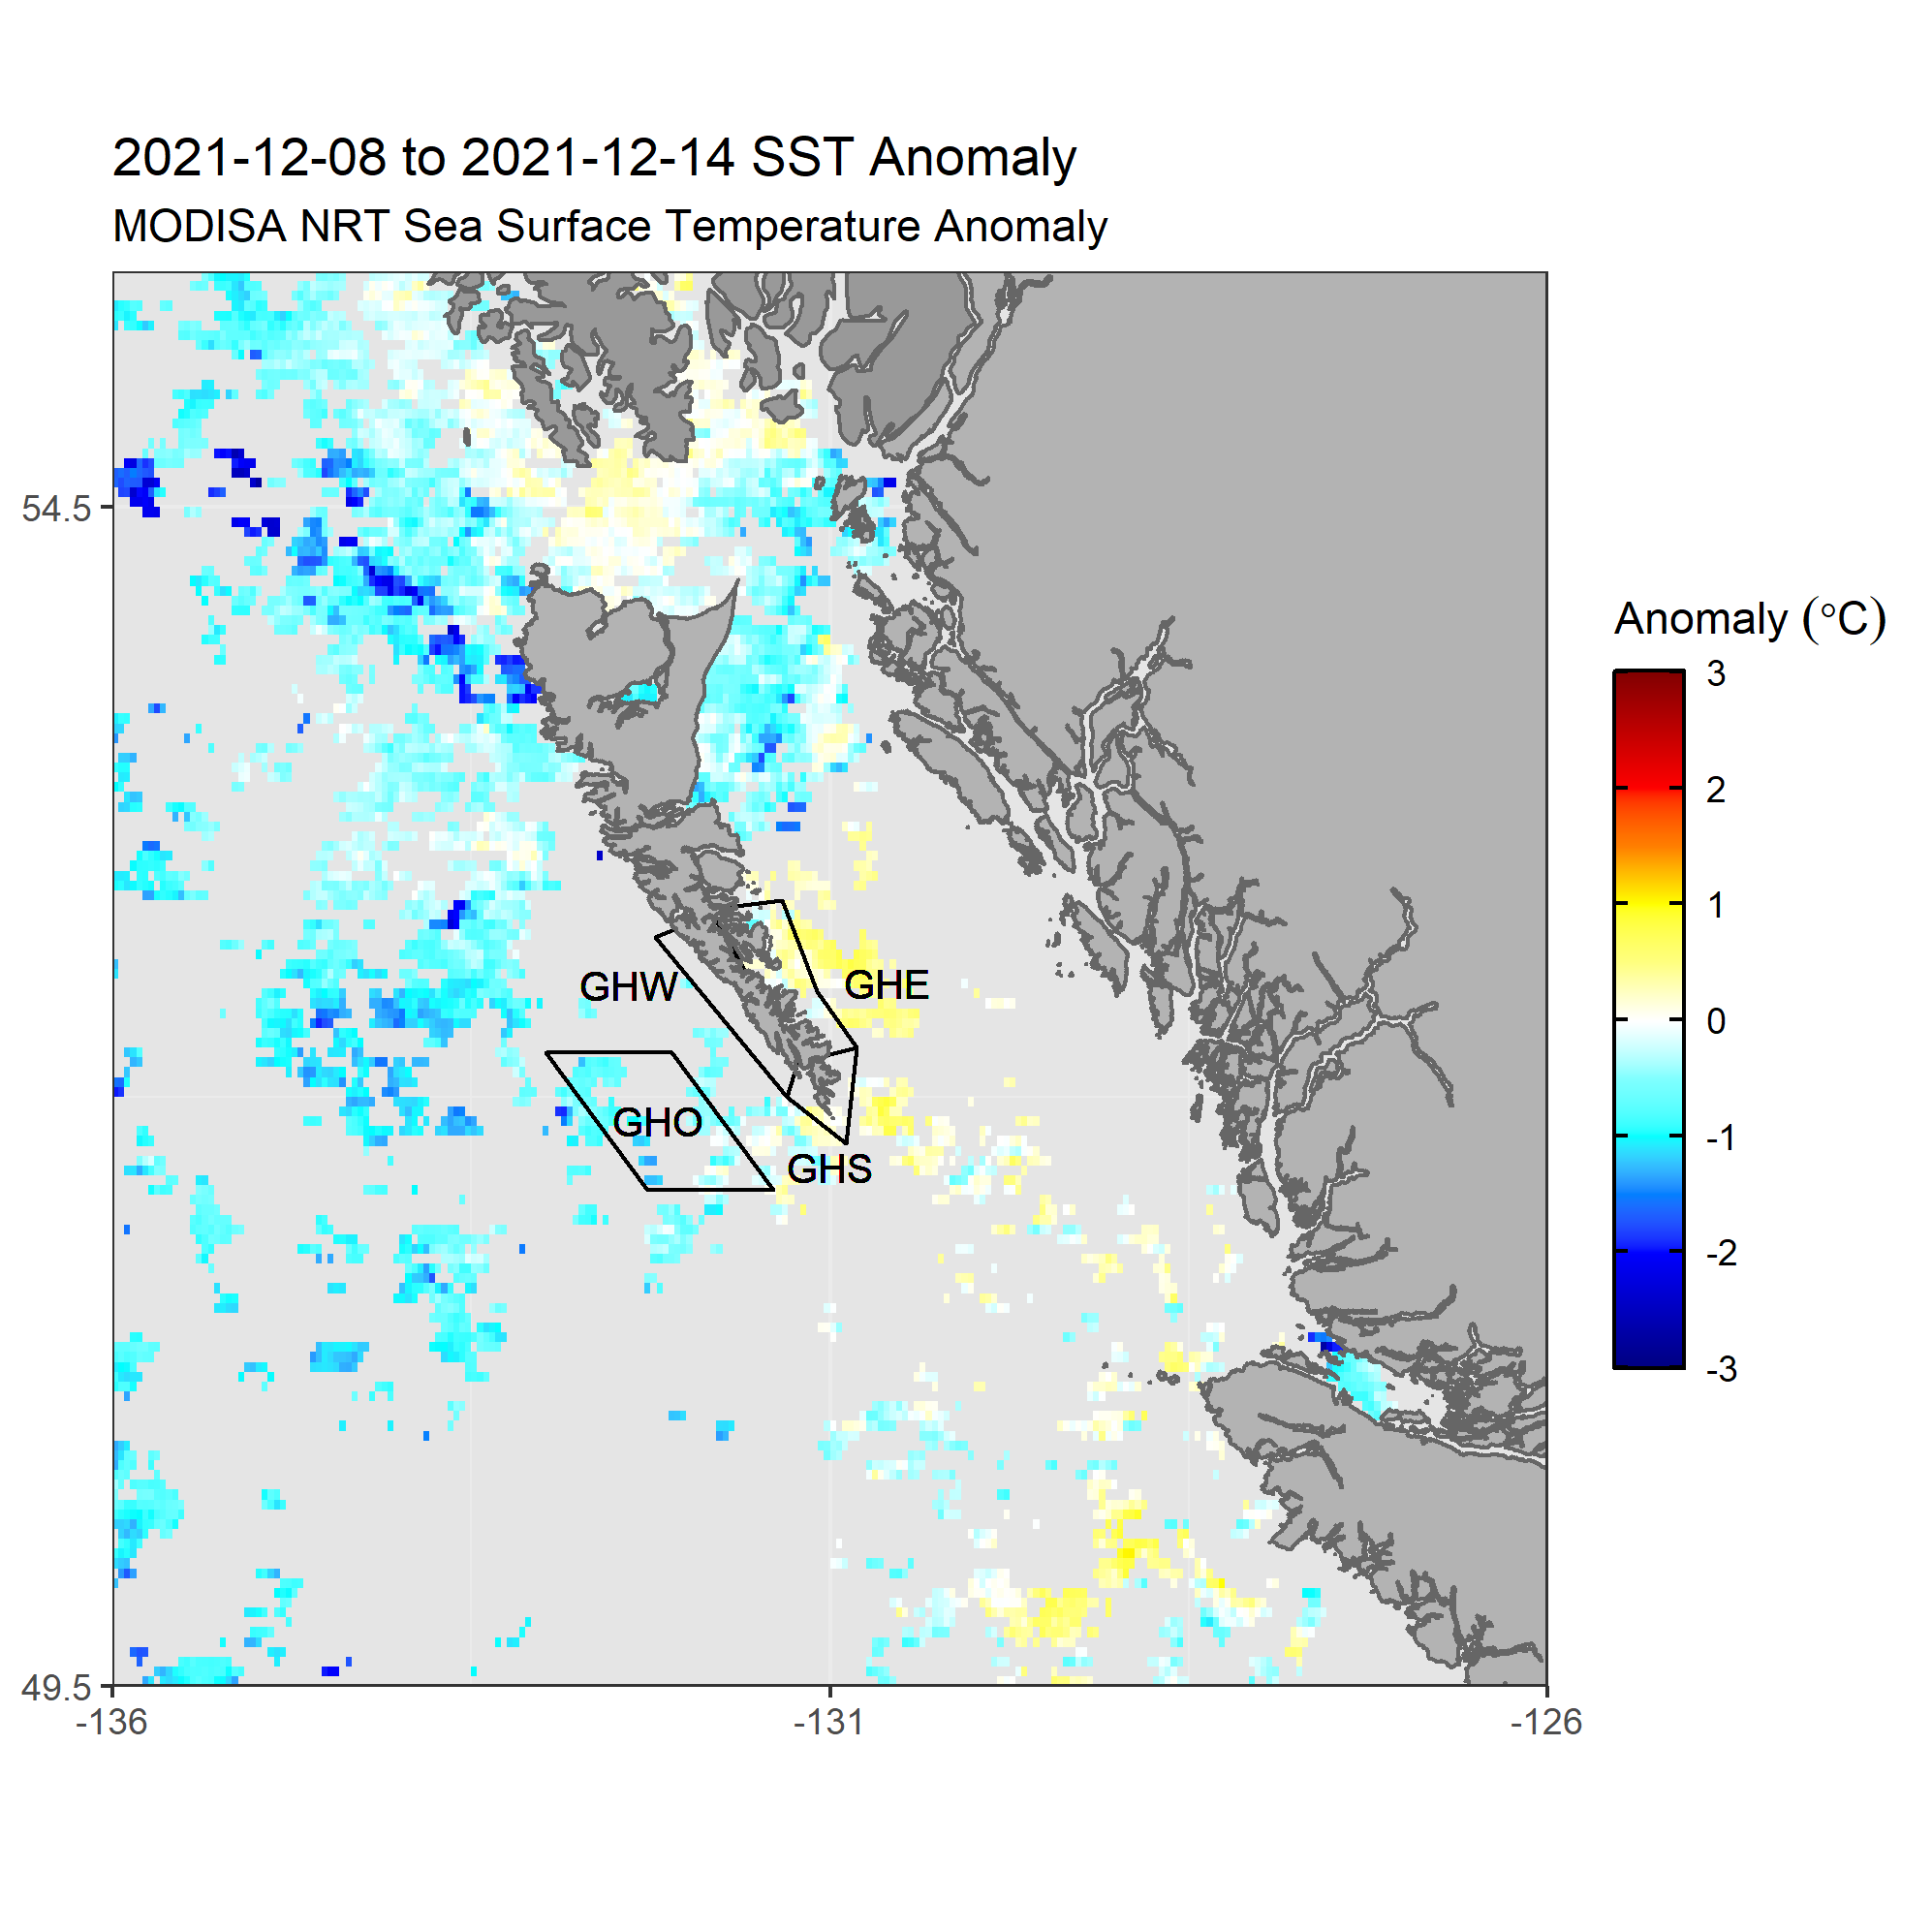 2021-12-08 to 2021-12-14 SST Anomaly
MODISA NRT Sea Surface Temperature Anomaly
54.5
49.5
-136
-131
-126
GHW
GHE
GHO
GHS
Anomaly (°C)
3
2
1
0
-1
-2
-3